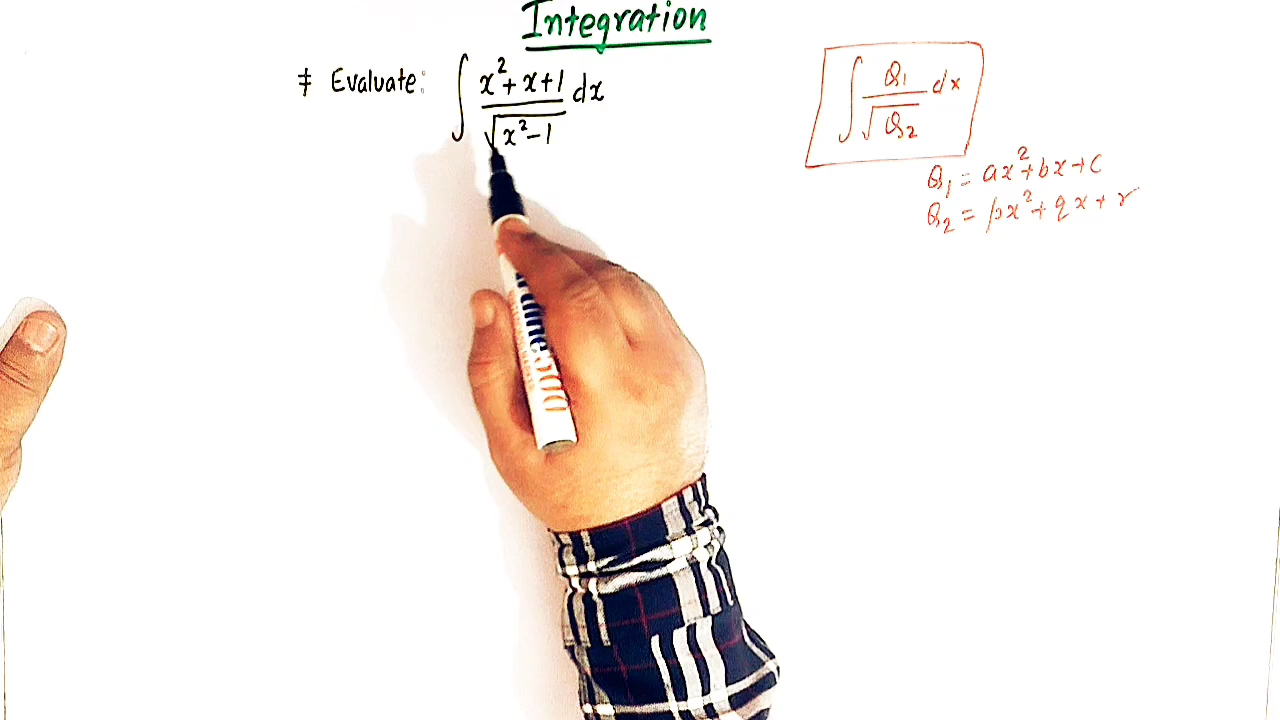 Integration
# Evaluate: ∫ (x² + x + 1)/√(x² − 1) dx
∫ Q₁/√Q₂ dx
Q₁ = ax² + bx + c
Q₂ = px² + qx + r